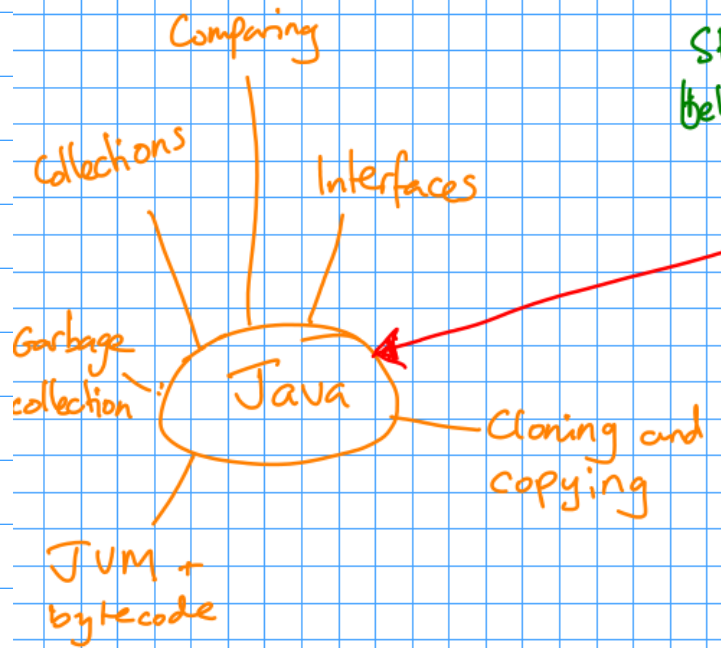 Comparing
Collections
Interfaces
Garbage
collection
Java
Cloning and
copying
JVM +
bytecode